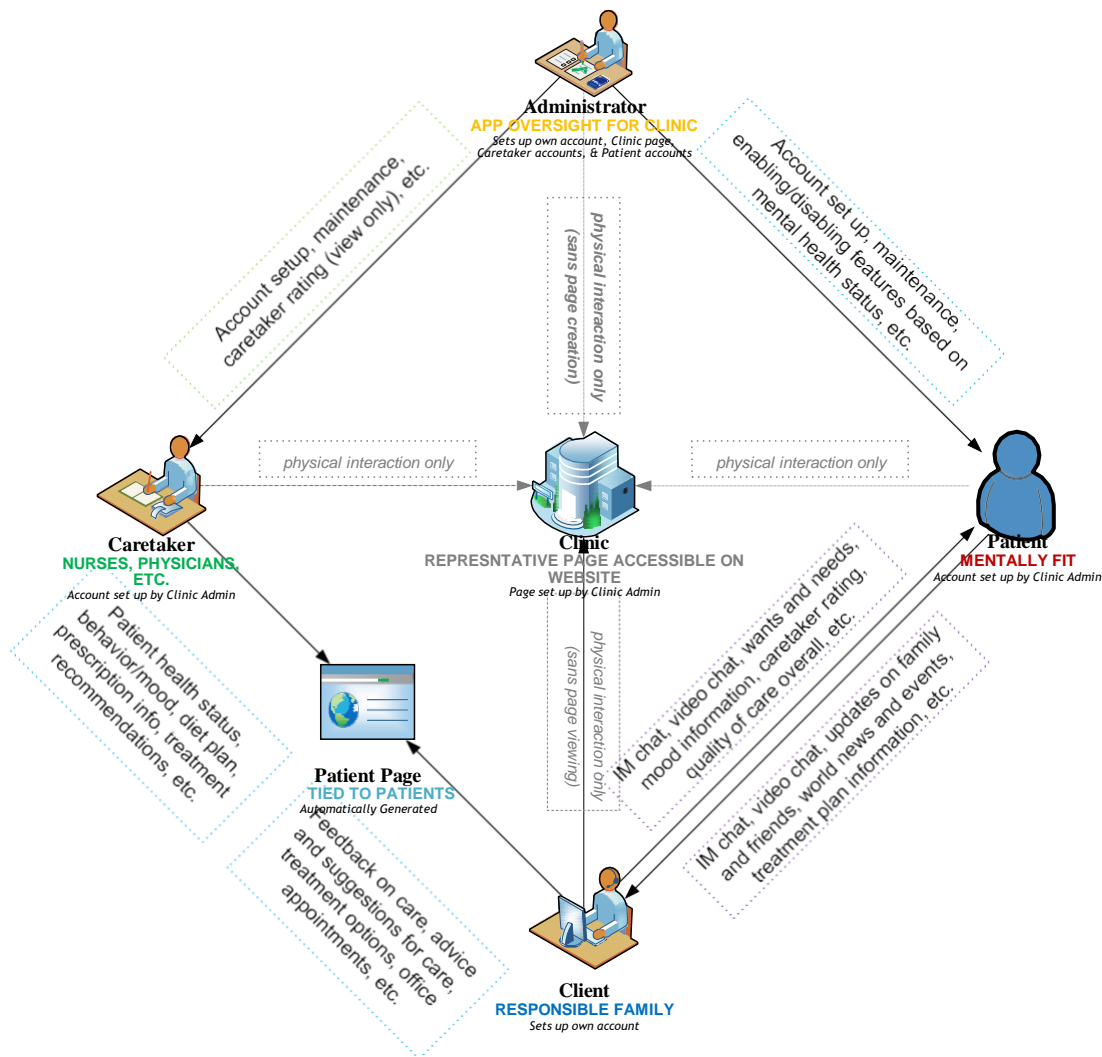 Administrator
APP OVERSIGHT FOR CLINIC
Sets up own account, Clinic page,
Caretaker accounts, & Patient accounts
Account setup, maintenance,
caretaker rating (view only), etc.
physical interaction only
(sans page creation)
Account set up, maintenance,
enabling/disabling features based on
mental health status, etc.
physical interaction only
physical interaction only
Caretaker
NURSES, PHYSICIANS,
ETC.
Account set up by Clinic Admin
Clinic
REPRESNTATIVE PAGE ACCESSIBLE ON
WEBSITE
Page set up by Clinic Admin
Patient
MENTALLY FIT
Account set up by Clinic Admin
Patient health status,
behavior/mood, diet plan,
prescription info, treatment
recommendations, etc.
physical interaction only
(sans page viewing)
IM chat, video chat, wants and needs,
mood information, caretaker rating,
quality of care overall, etc.
IM chat, video chat, updates on family
and friends, world news and events,
treatment plan information, etc.
Patient Page
TIED TO PATIENTS
Automatically Generated
Feedback on care, advice
and suggestions for care,
treatment options, office
appointments, etc.
Client
RESPONSIBLE FAMILY
Sets up own account